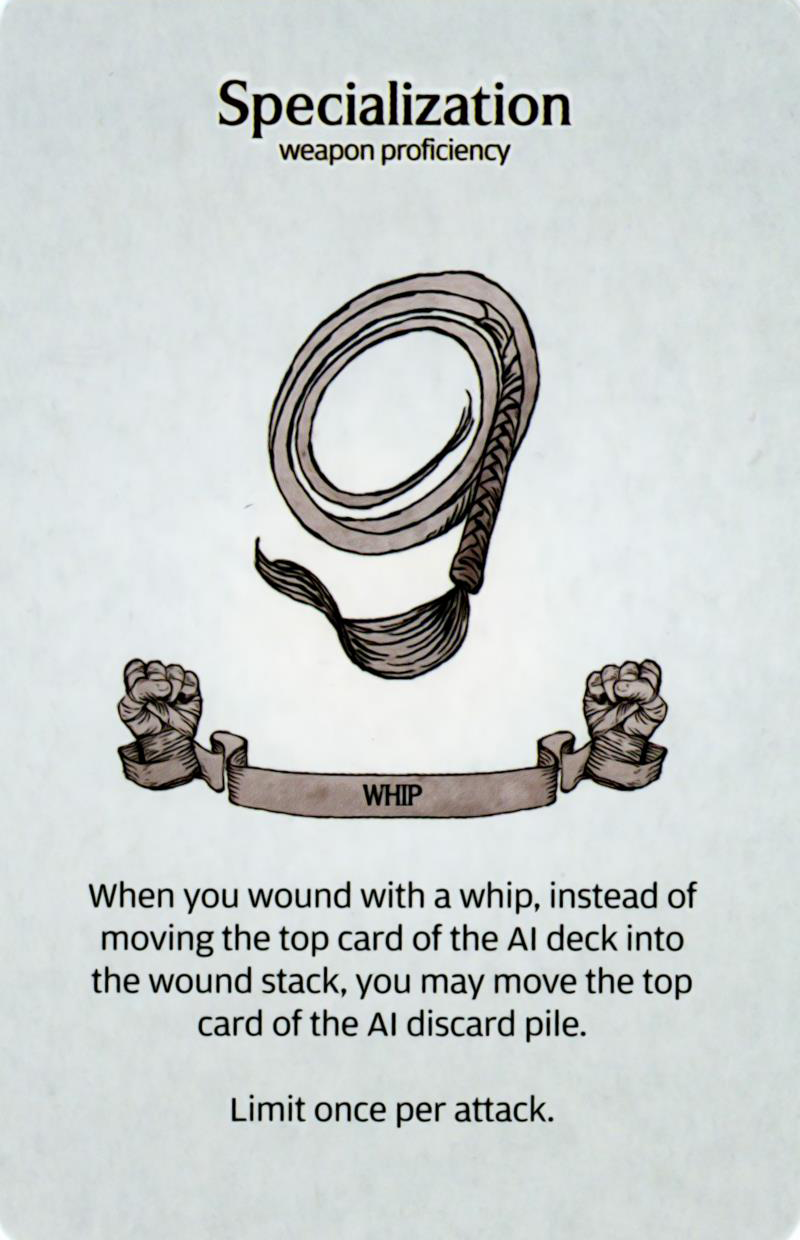 Specialization
weapon proficiency
WHIP
When you wound with a whip, instead of
moving the top card of the AI deck into
the wound stack, you may move the top
card of the AI discard pile.
Limit once per attack.